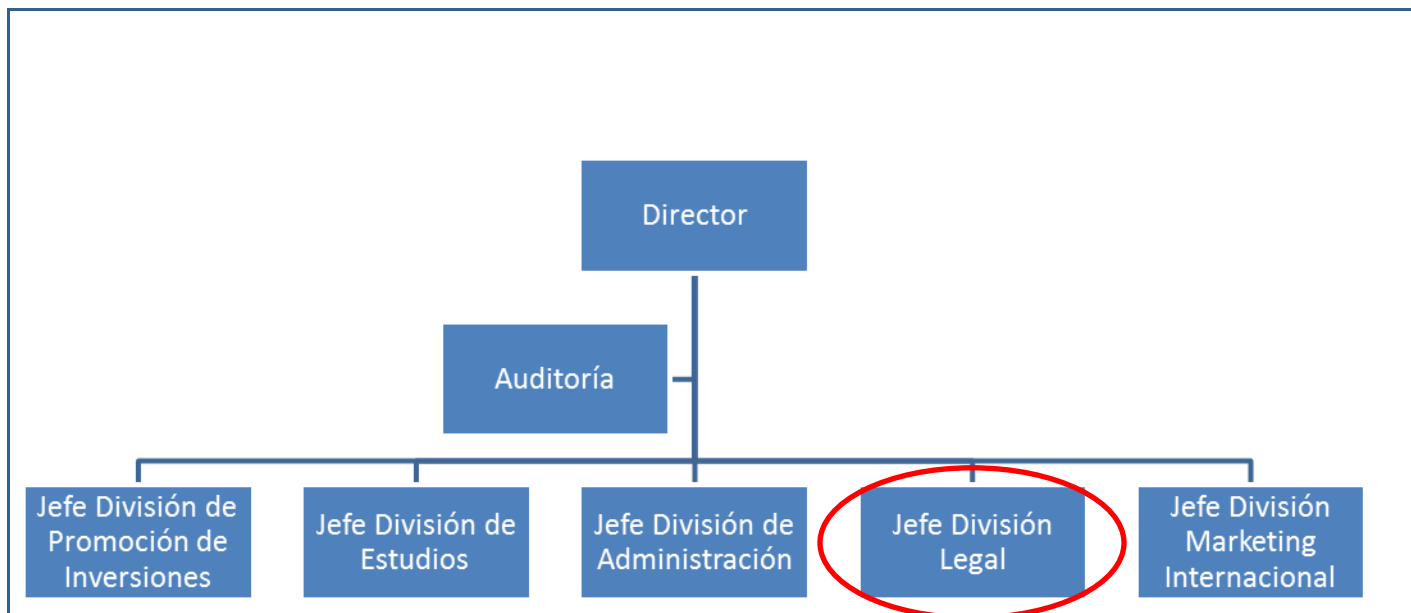 Director
Auditoría
Jefe División de
Promoción de
Inversiones
Jefe División de
Estudios
Jefe División de
Administración
Jefe División
Legal
Jefe División
Marketing
Internacional